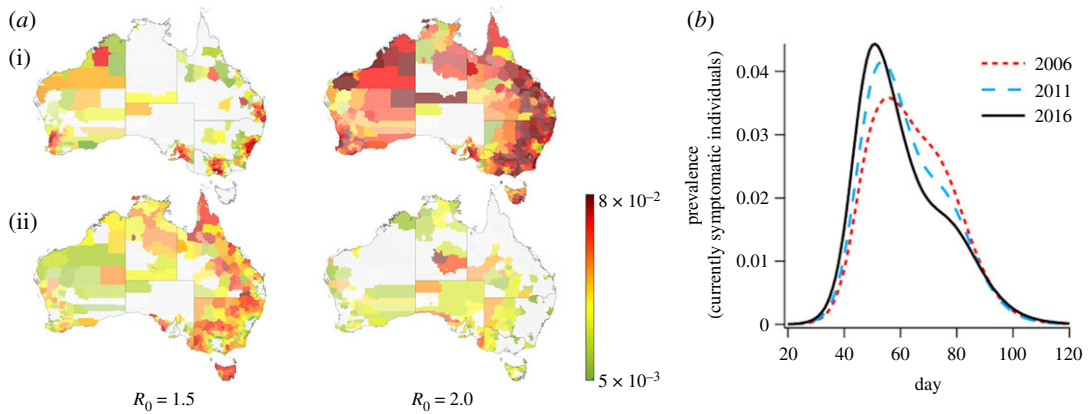 (a)
(i)
(ii)
8 × 10⁻²
5 × 10⁻³
R₀ = 1.5
R₀ = 2.0
(b)
2006
2011
2016
prevalence
(currently symptomatic individuals)
0.04
0.03
0.02
0.01
0
20 40 60 80 100 120
day